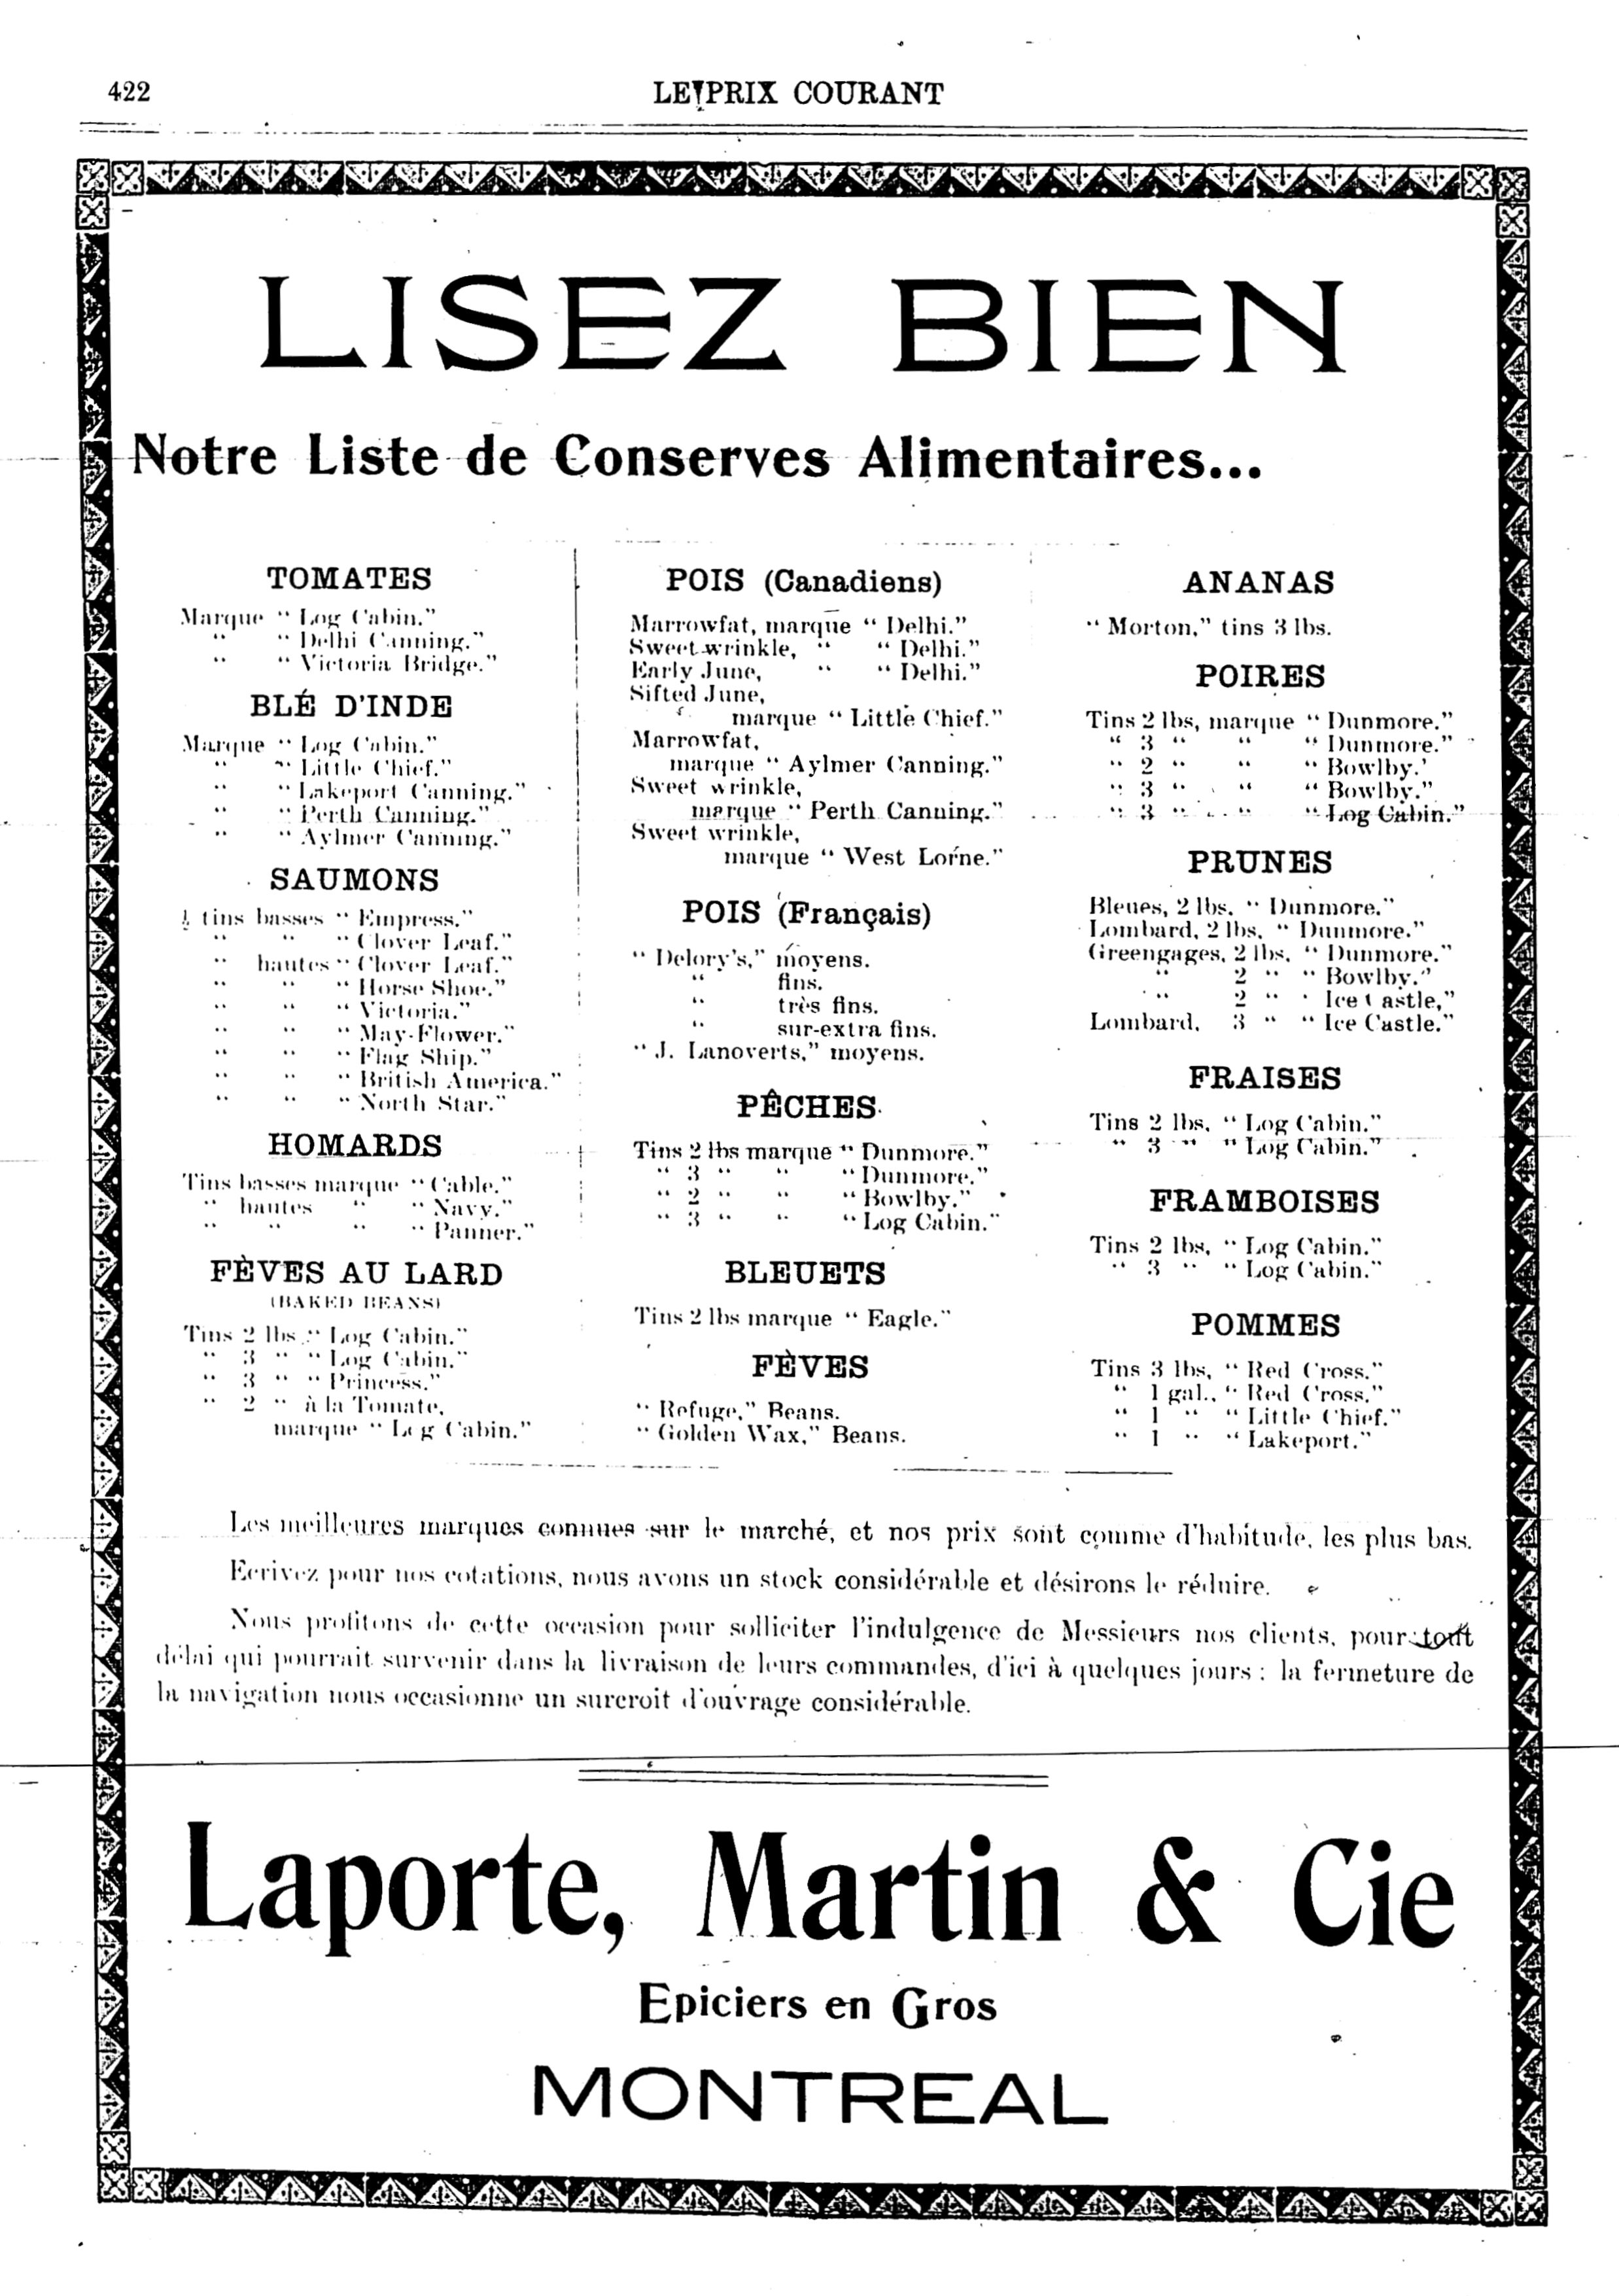 422
LE PRIX COURANT
LISEZ BIEN
Notre Liste de Conserves Alimentaires...
TOMATES
Marque “ Log Cabin.”
“ “ Delhi Canning.”
“ “ Victoria Bridge.”
BLÉ D'INDE
Marque “ Log Cabin.”
“ “ Little Chief.”
“ “ Lakeport Canning.”
“ “ Perth Canning.”
“ “ Aylmer Canning.”
SAUMONS
tins basses “ Empress.”
“ “ “ Clover Leaf.”
“ hautes “ Clover Leaf.”
“ “ “ Horse Shoe.”
“ “ “ Victoria.”
“ “ “ May-Flower.”
“ “ “ Flag Ship.”
“ “ “ British America.”
“ “ “ North Star.”
HOMARDS
Tins basses marque “ Cable.”
“ hautes “ “ Navy.”
“ “ “ “ Panner.”
FÈVES AU LARD
(BAKED BEANS)
Tins 2 lbs “ Log Cabin.”
“ 3 “ “ Log Cabin.”
“ 3 “ “ Princess.”
“ 2 “ à la Tomate,
marque “ Log Cabin.”
POIS (Canadiens)
Marrowfat, marque “ Delhi.”
Sweet wrinkle, “ “ Delhi.”
Early June, “ “ Delhi.”
Sifted June,
marque “ Little Chief.”
Marrowfat,
marque “ Aylmer Canning.”
Sweet wrinkle,
marque “ Perth Canning.”
Sweet wrinkle,
marque “ West Lorne.”
POIS (Français)
“ Delory's,” moyens.
“ fins.
“ très fins.
“ sur-extra fins.
“ J. Lanoverts,” moyens.
PÊCHES
Tins 2 lbs marque “ Dunmore.”
“ 3 “ “ “ Dunmore.”
“ 2 “ “ “ Bowlby.”
“ 3 “ “ “ Log Cabin.”
BLEUETS
Tins 2 lbs marque “ Eagle.”
FÈVES
“ Refuge,” Beans.
“ Golden Wax,” Beans.
ANANAS
“ Morton,” tins 3 lbs.
POIRES
Tins 2 lbs, marque “ Dunmore.”
“ 3 “ “ “ Dunmore.”
“ 2 “ “ “ Bowlby.'
“ 3 “ “ “ Bowlby.”
“ 3 “ “ “ Log Cabin.”
PRUNES
Bleues, 2 lbs. “ Dunmore.”
Lombard, 2 lbs. “ Dunmore.”
Greengages, 2 lbs, “ Dunmore.”
“ 2 “ “ Bowlby.”
“ 2 “ “ Ice Castle,”
Lombard, 3 “ “ Ice Castle.”
FRAISES
Tins 2 lbs, “ Log Cabin.”
“ 3 “ “ Log Cabin.”
FRAMBOISES
Tins 2 lbs, “ Log Cabin.”
“ 3 “ “ Log Cabin.”
POMMES
Tins 3 lbs, “ Red Cross.”
“ 1 gal., “ Red Cross.”
“ 1 “ “ Little Chief.”
“ 1 “ “ Lakeport.”
Les meilleures marques connues sur le marché, et nos prix sont comme d'habitude, les plus bas.
Ecrivez pour nos cotations, nous avons un stock considérable et désirons le réduire.
Nous profitons de cette occasion pour solliciter l'indulgence de Messieurs nos clients, pour tout
délai qui pourrait survenir dans la livraison de leurs commandes, d'ici à quelques jours : la fermeture de
la navigation nous occasionne un surcroit d'ouvrage considérable.
Laporte, Martin & Cie
Epiciers en Gros
MONTREAL